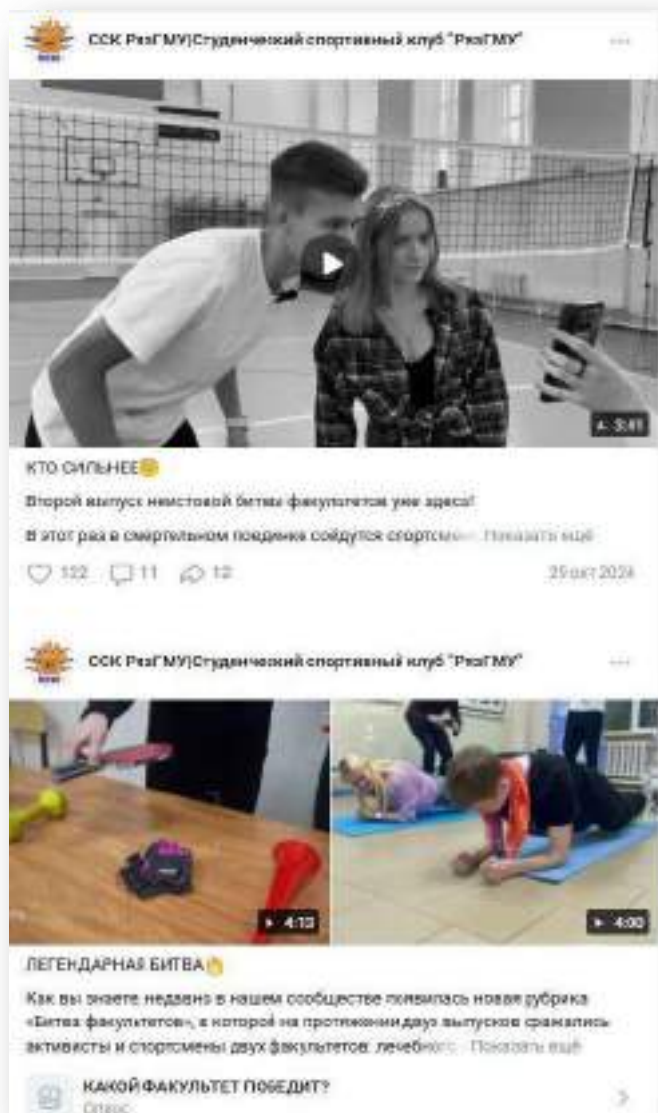 ССК РязГМУ|Студенческий спортивный клуб "РязГМУ"
3:41
КТО СИЛЬНЕЕ
Второй выпуск неистовой битвы факультетов уже здесь!
В этот раз в смертельном поединке сойдутся спортсмен Показать ещё
122 11 12 29 окт 2024
ССК РязГМУ|Студенческий спортивный клуб "РязГМУ"
4:13 4:00
ЛЕГЕНДАРНАЯ БИТВА
Как вы знаете недавно в нашем сообществе появилась новая рубрика
«Битва факультетов», в которой на протяжении двух выпусков сражались
активисты и спортсмены двух факультетов: лечебного Показать ещё
КАКОЙ ФАКУЛЬТЕТ ПОБЕДИТ?
Опрос